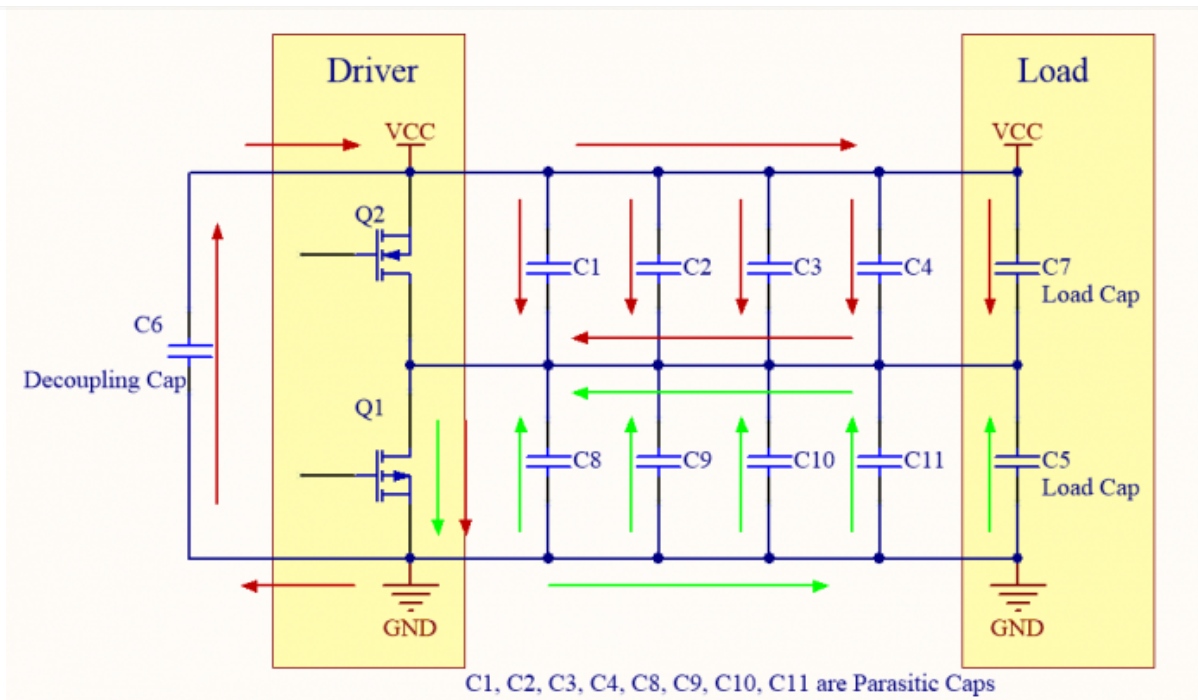 Driver
Load
VCC
VCC
Q2
C1
C2
C3
C4
C7
Load Cap
C6
Decoupling Cap
Q1
C8
C9
C10
C11
C5
Load Cap
GND
GND
C1, C2, C3, C4, C8, C9, C10, C11 are Parasitic Caps